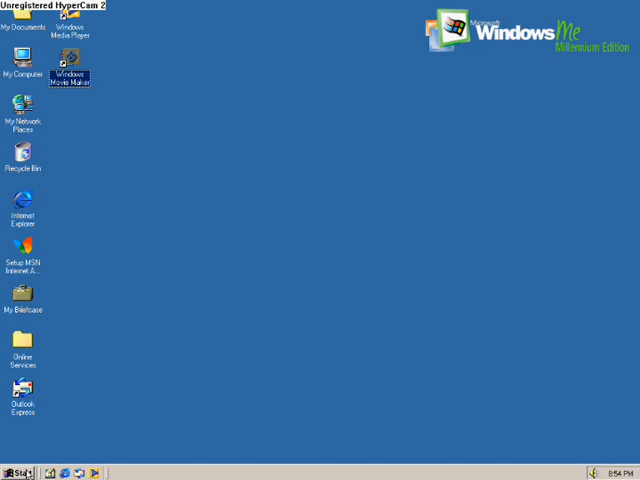 Unregistered HyperCam 2
My Documents
Windows
Media Player
My Computer
Windows
Movie Maker
My Network
Places
Recycle Bin
Internet
Explorer
Setup MSN
Internet A...
My Briefcase
Online
Services
Outlook
Express
Microsoft
Windows Me
Millennium Edition
Start
8:54 PM